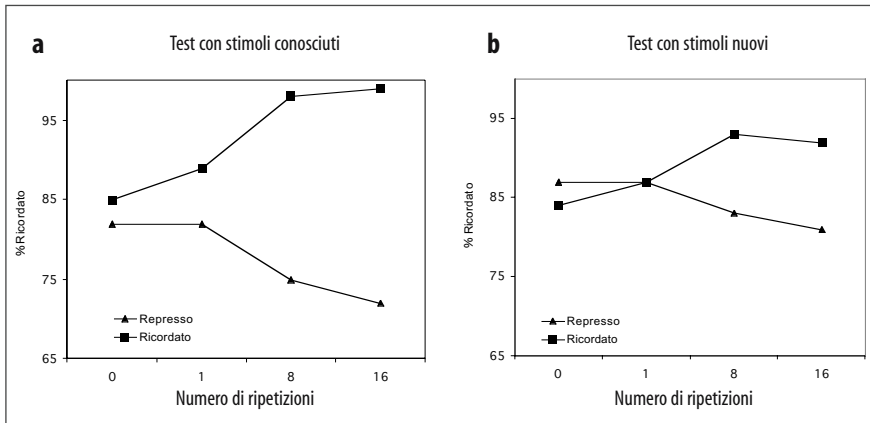 a
Test con stimoli conosciuti
%Ricordato
95
85
75
65
Represso
Ricordato
0 1 8 16
Numero di ripetizioni
b
Test con stimoli nuovi
% Ricordato
95
85
75
65
Represso
Ricordato
0 1 8 16
Numero di ripetizioni